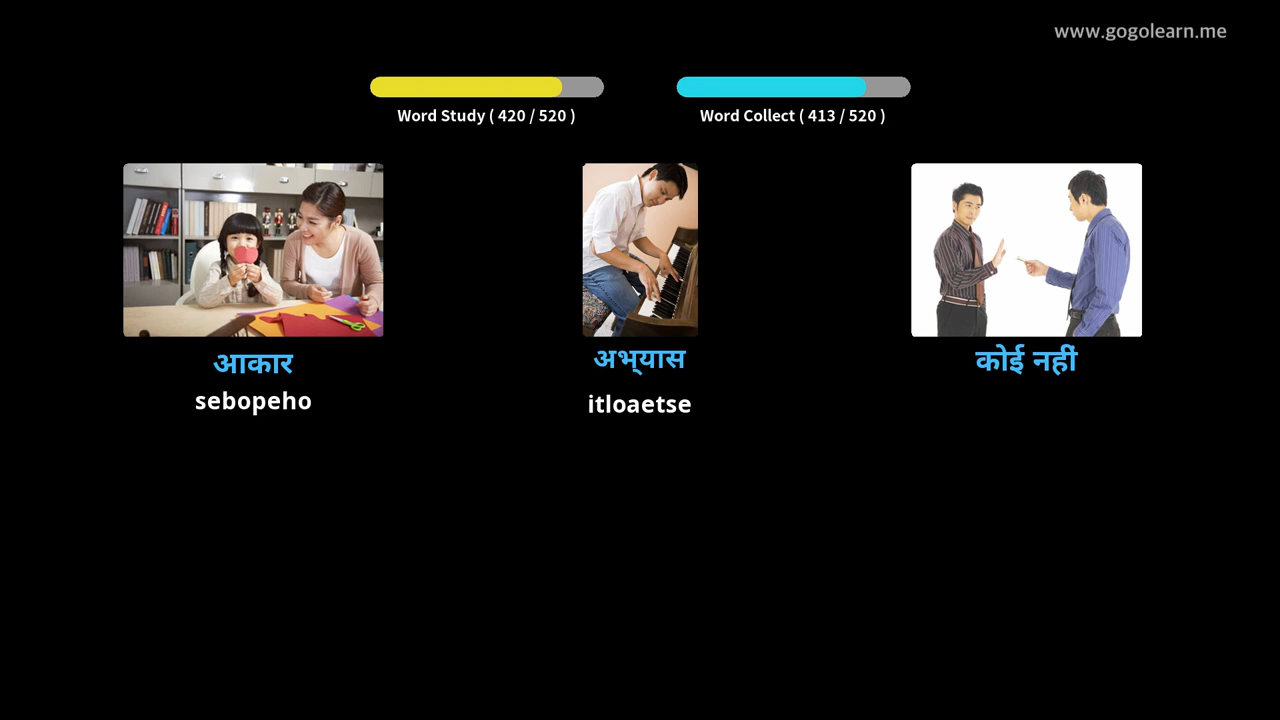 www.gogolearn.me
Word Study ( 420 / 520 )
Word Collect ( 413 / 520 )
आकार
अभ्‌यास
कोई नहीं
sebopeho
itloaetse